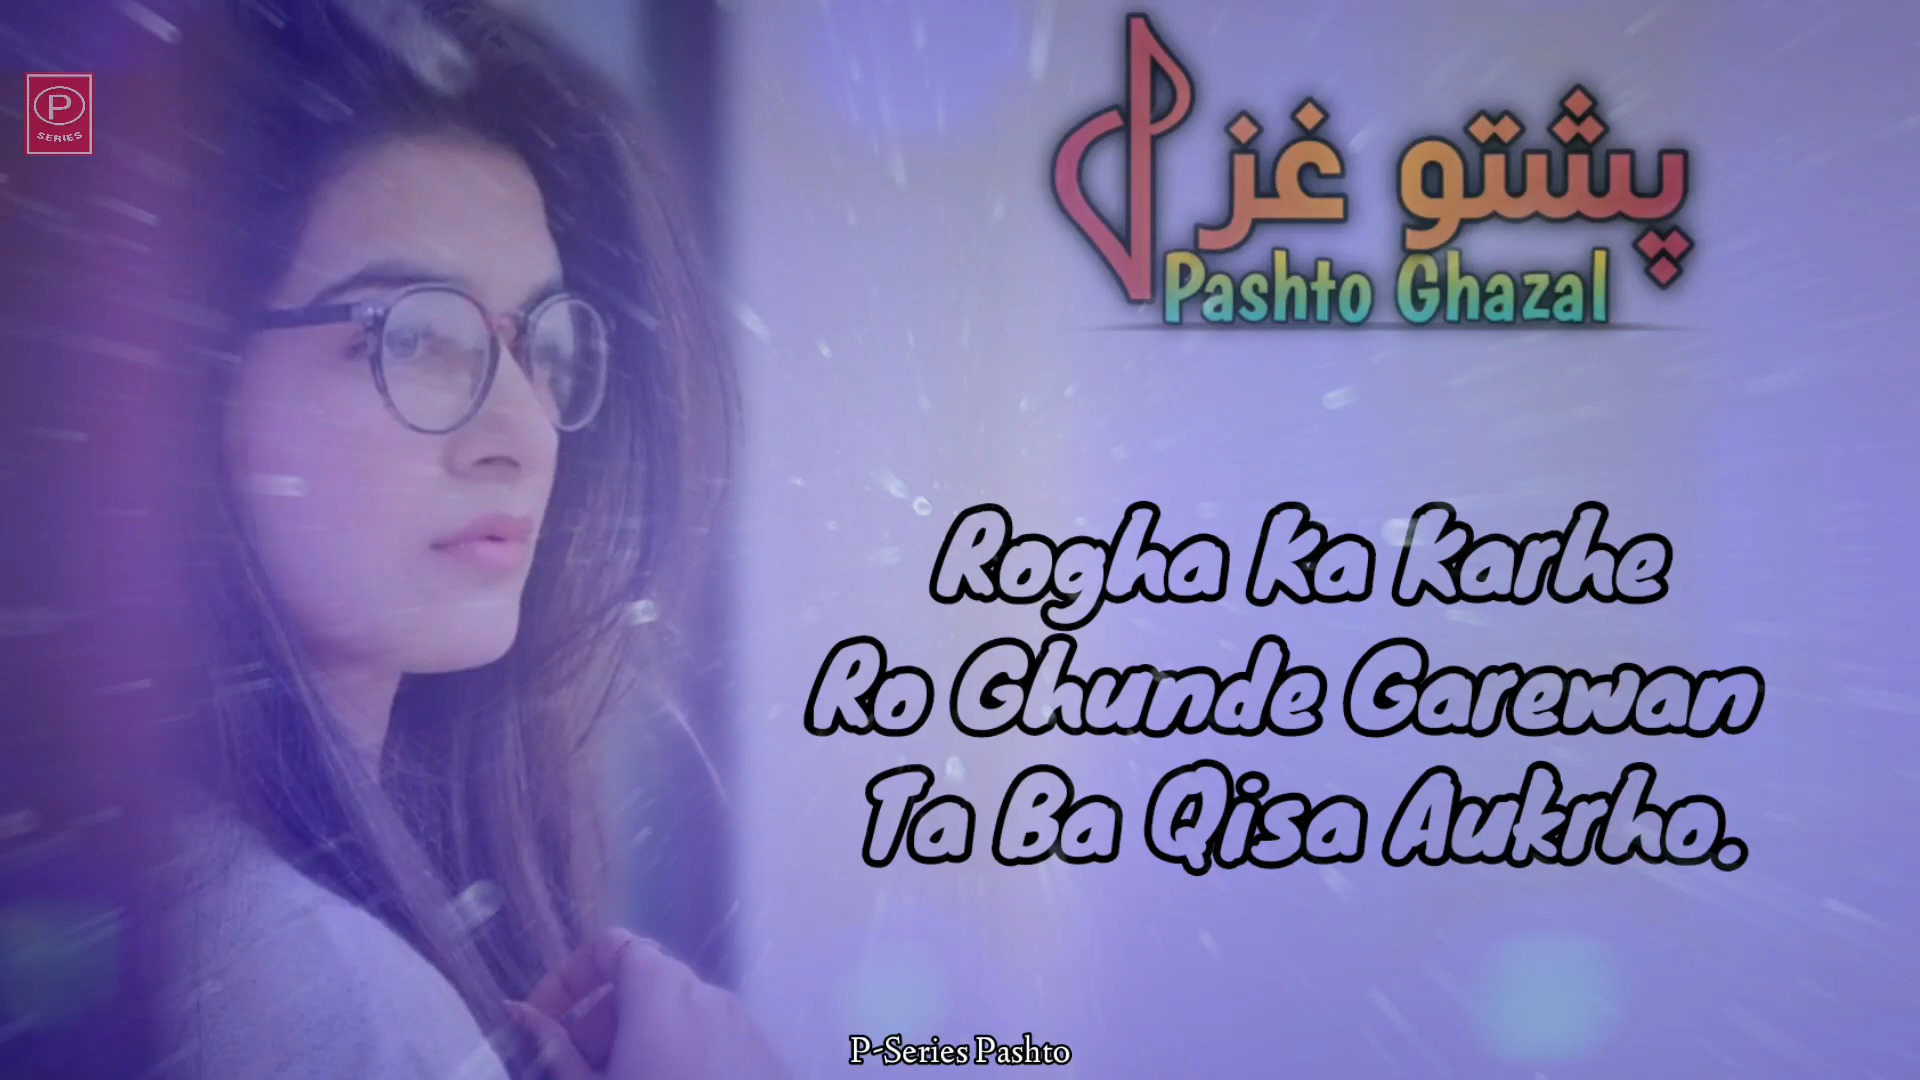 P
SERIES
پشتو غزل
Pashto Ghazal
Rogha Ka Karhe
Ro Ghunde Garewan
Ta Ba Qisa Aukrho.
P-Series Pashto